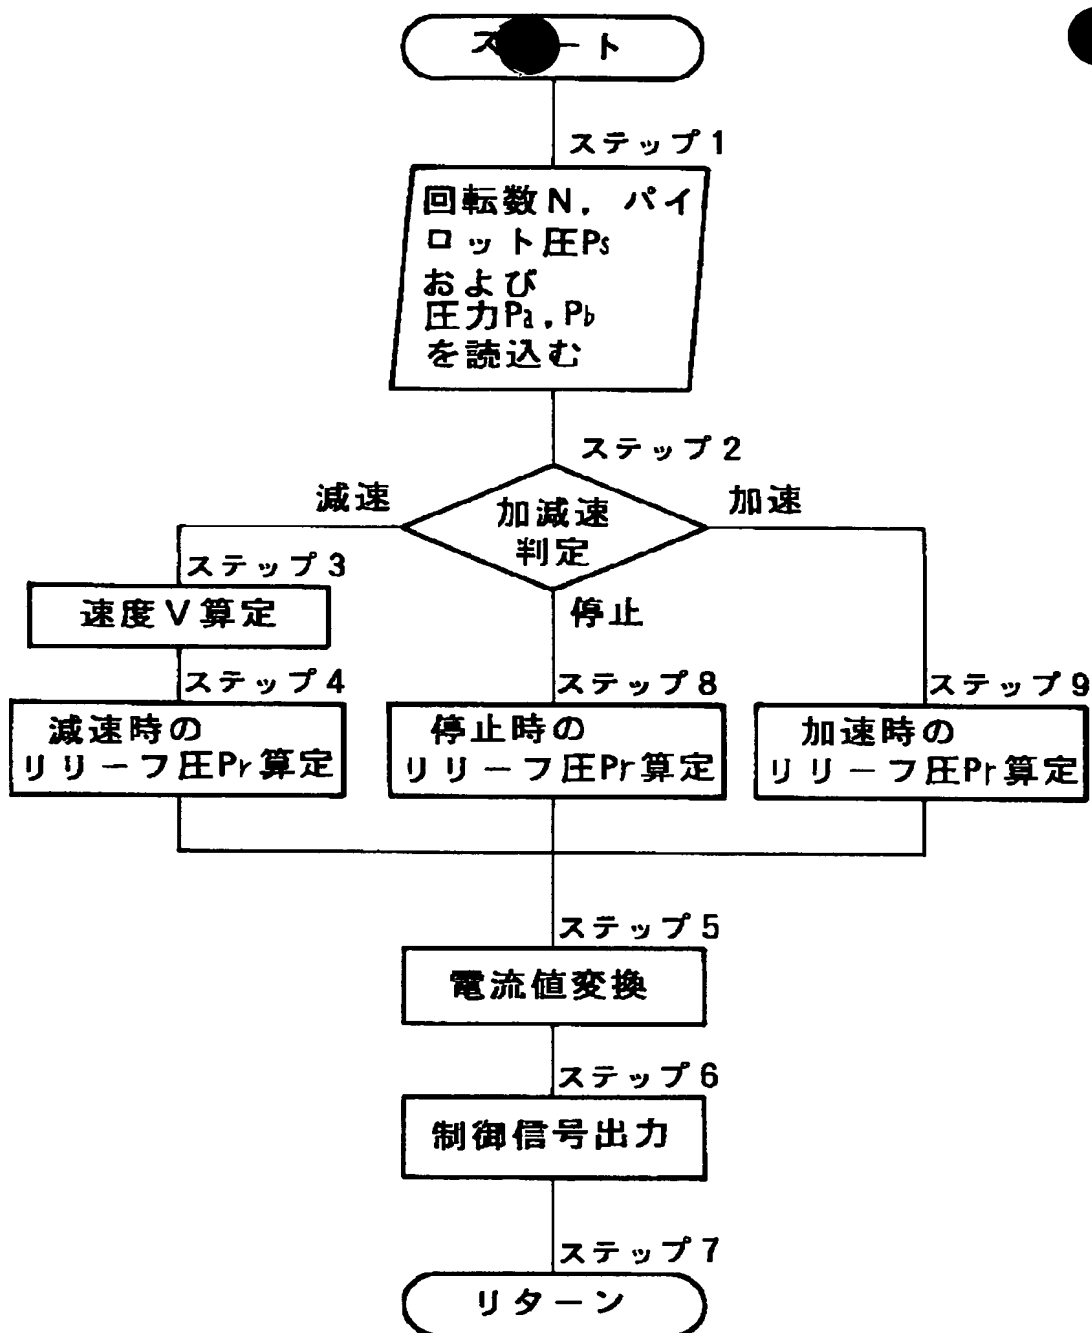 ステップ1
回転数N,パイ
ロット圧Ps
および
圧力Pa,Pb
を読込む
ステップ2
減速
加減速
判定
加速
停止
ステップ3
速度V算定
ステップ4
減速時の
リリーフ圧Pr算定
ステップ8
停止時の
リリーフ圧Pr算定
ステップ9
加速時の
リリーフ圧Pr算定
ステップ5
電流値変換
ステップ6
制御信号出力
ステップ7
リターン